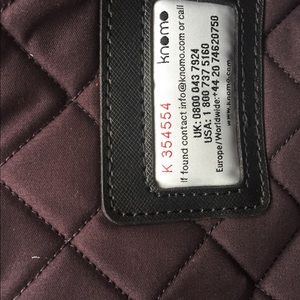 knomo
K 354554
If found contact info@knomo.com or call
UK: 0800 043 7924
USA: 1 800 737 5160
Europe/Worldwide:+44 20 74620750
www.knomo.com